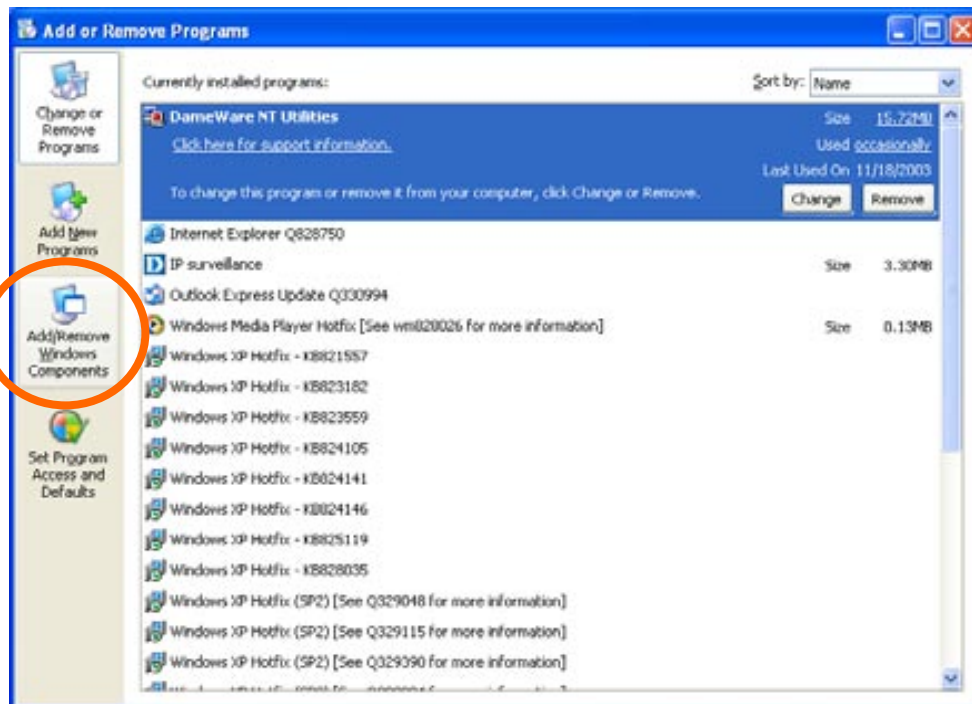 Add or Remove Programs
Change or
Remove
Programs
Add New
Programs
Add/Remove
Windows
Components
Set Program
Access and
Defaults
Currently installed programs:
Sort by: Name
DameWare NT Utilities
Size 15.72MB
Click here for support information.
Used occasionally
Last Used On 11/18/2003
To change this program or remove it from your computer, click Change or Remove.
Change Remove
Internet Explorer Q828750
IP surveillance Size 3.30MB
Outlook Express Update Q330994
Windows Media Player Hotfix [See wm828026 for more information] Size 0.13MB
Windows XP Hotfix - KB821557
Windows XP Hotfix - KB823182
Windows XP Hotfix - KB823559
Windows XP Hotfix - KB824105
Windows XP Hotfix - KB824141
Windows XP Hotfix - KB824146
Windows XP Hotfix - KB825119
Windows XP Hotfix - KB828035
Windows XP Hotfix (SP2) [See Q329048 for more information]
Windows XP Hotfix (SP2) [See Q329115 for more information]
Windows XP Hotfix (SP2) [See Q329390 for more information]